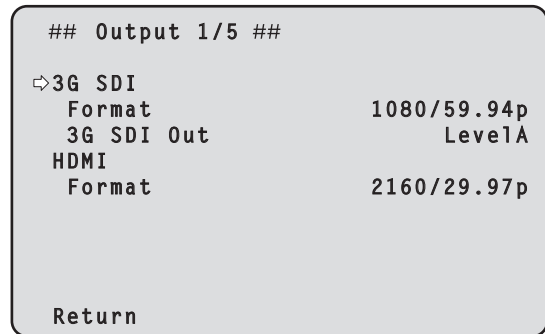 ## Output 1/5 ##
⇨3G SDI
Format 1080/59.94p
3G SDI Out LevelA
HDMI
Format 2160/29.97p
Return